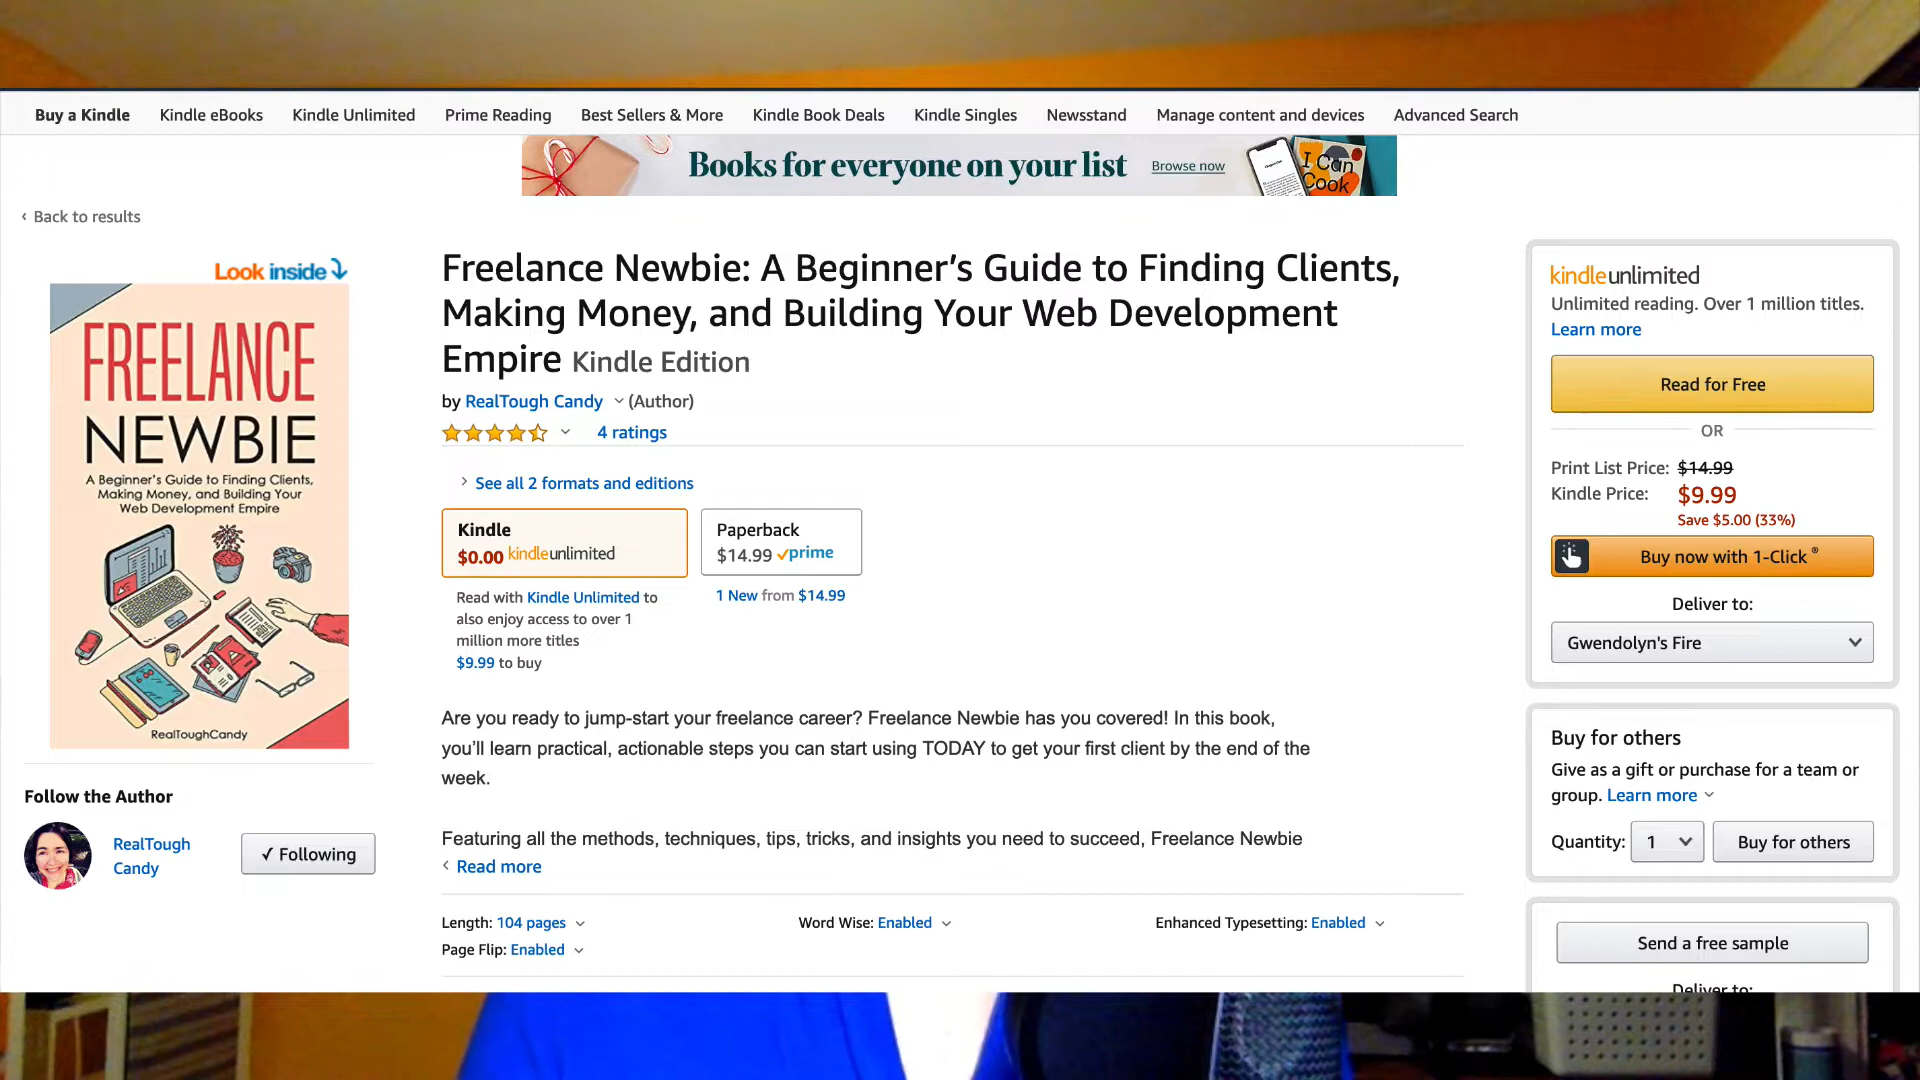 Buy a Kindle Kindle eBooks Kindle Unlimited Prime Reading Best Sellers & More Kindle Book Deals Kindle Singles Newsstand Manage content and devices Advanced Search
Books for everyone on your list Browse now
I Can
Cook
‹ Back to results
Look inside
FREELANCE
NEWBIE
A Beginner's Guide to Finding Clients,
Making Money, and Building Your
Web Development Empire
RealToughCandy
Follow the Author
RealTough
Candy
✓ Following
Freelance Newbie: A Beginner's Guide to Finding Clients,
Making Money, and Building Your Web Development
Empire Kindle Edition
by RealTough Candy (Author)
4 ratings
› See all 2 formats and editions
Kindle
$0.00 kindleunlimited
Paperback
$14.99 prime
Read with Kindle Unlimited to
also enjoy access to over 1
million more titles
$9.99 to buy
1 New from $14.99
Are you ready to jump-start your freelance career? Freelance Newbie has you covered! In this book,
you'll learn practical, actionable steps you can start using TODAY to get your first client by the end of the
week.
Featuring all the methods, techniques, tips, tricks, and insights you need to succeed, Freelance Newbie
‹ Read more
Length: 104 pages Word Wise: Enabled Enhanced Typesetting: Enabled
Page Flip: Enabled
kindleunlimited
Unlimited reading. Over 1 million titles.
Learn more
Read for Free
OR
Print List Price: $14.99
Kindle Price: $9.99
Save $5.00 (33%)
Buy now with 1-Click ®
Deliver to:
Gwendolyn's Fire
Buy for others
Give as a gift or purchase for a team or
group. Learn more
Quantity: 1 Buy for others
Send a free sample
Deliver to: